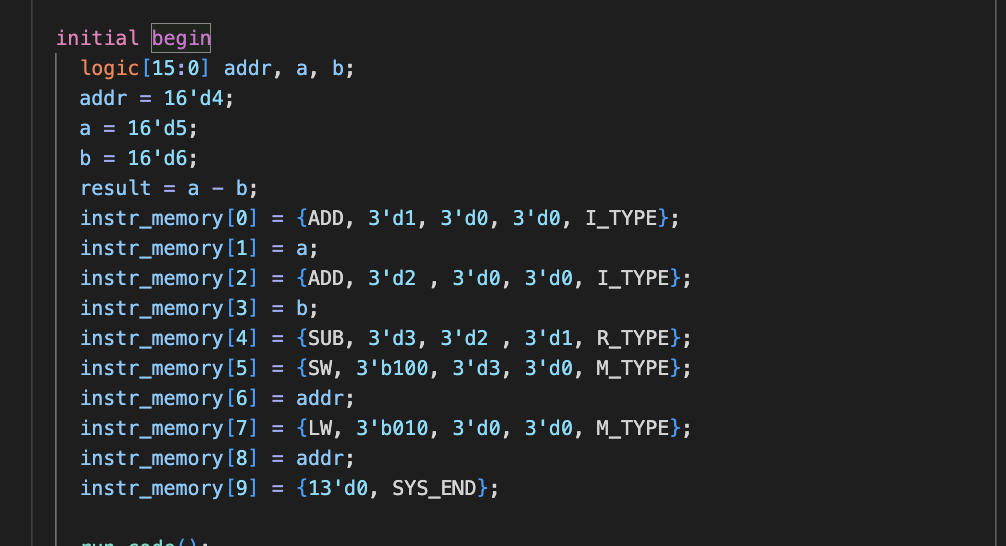 initial begin
logic[15:0] addr, a, b;
addr = 16'd4;
a = 16'd5;
b = 16'd6;
result = a - b;
instr_memory[0] = {ADD, 3'd1, 3'd0, 3'd0, I_TYPE};
instr_memory[1] = a;
instr_memory[2] = {ADD, 3'd2 , 3'd0, 3'd0, I_TYPE};
instr_memory[3] = b;
instr_memory[4] = {SUB, 3'd3, 3'd2 , 3'd1, R_TYPE};
instr_memory[5] = {SW, 3'b100, 3'd3, 3'd0, M_TYPE};
instr_memory[6] = addr;
instr_memory[7] = {LW, 3'b010, 3'd0, 3'd0, M_TYPE};
instr_memory[8] = addr;
instr_memory[9] = {13'd0, SYS_END};